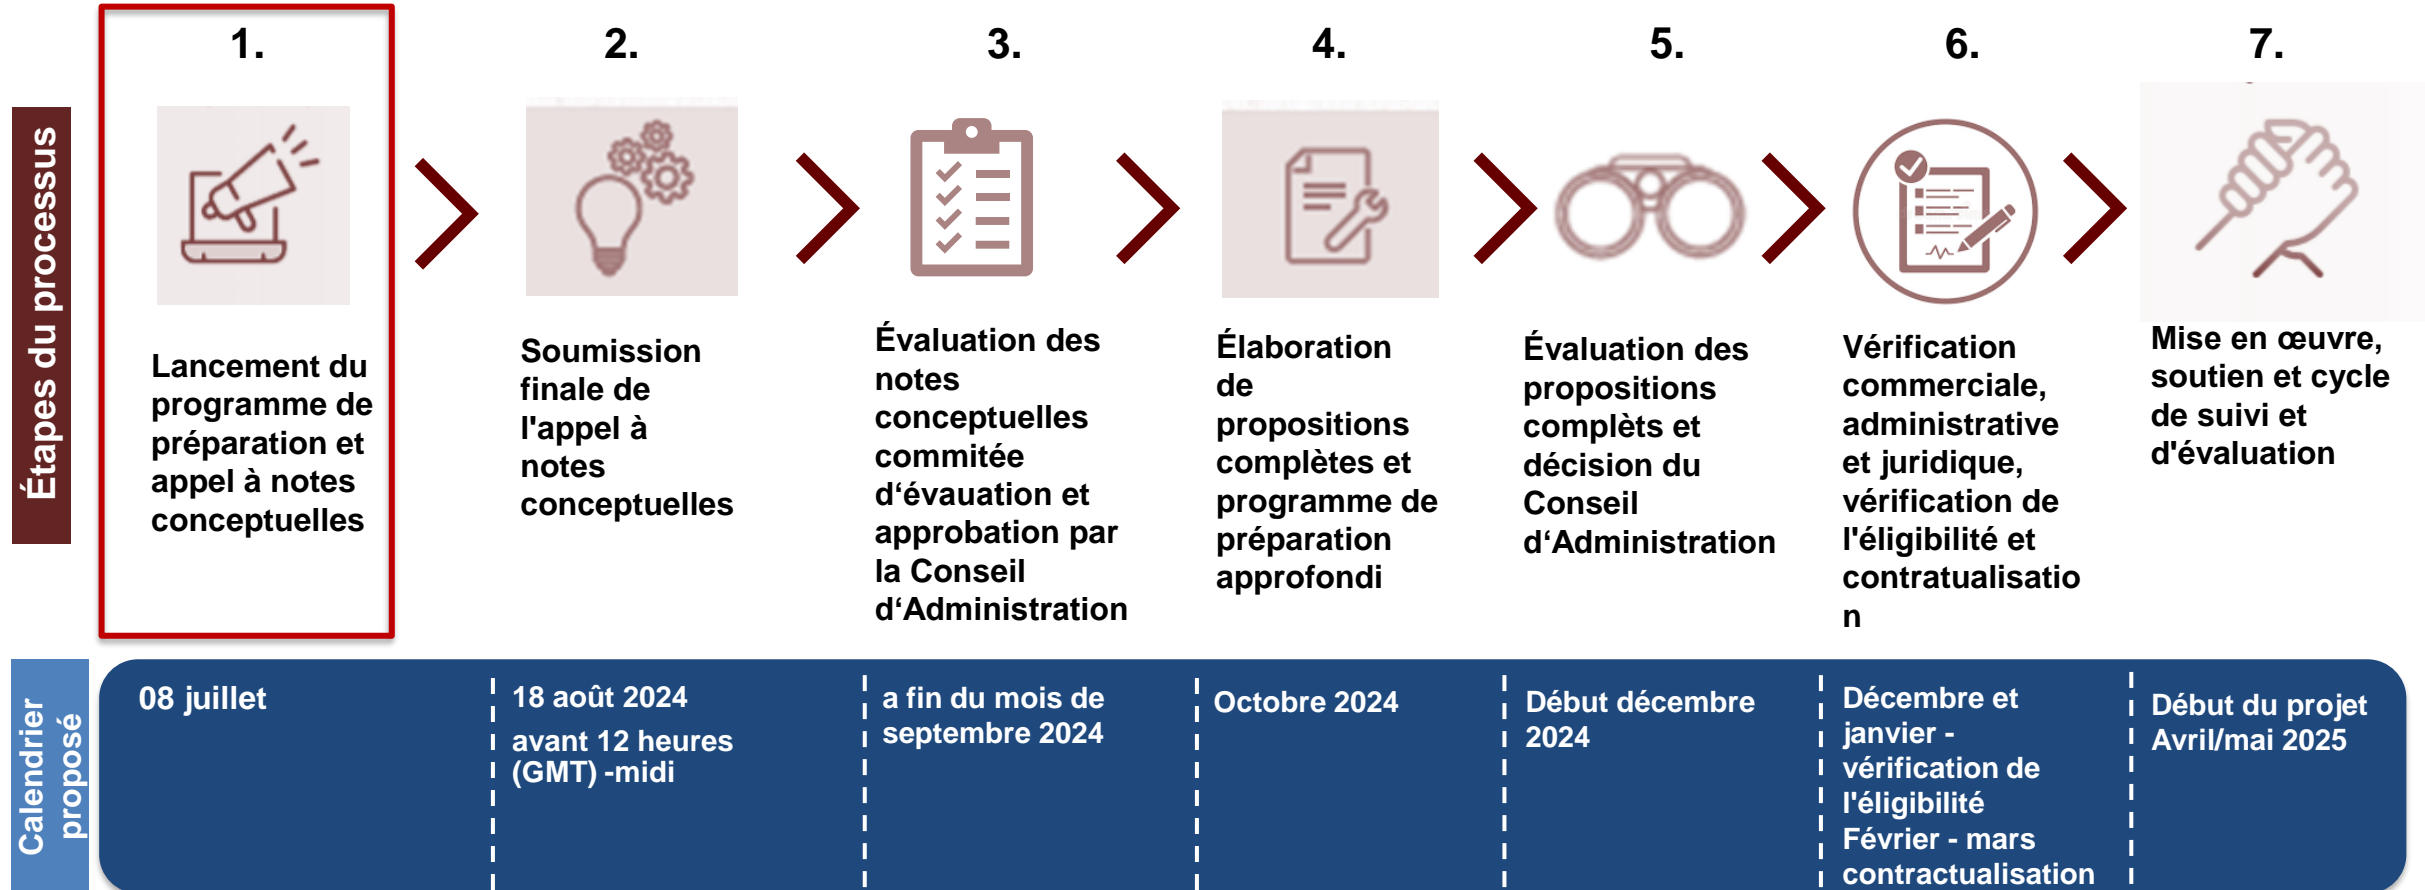 1.
2.
3.
4.
5.
6.
7.
Étapes du processus
Lancement du
programme de
préparation et
appel à notes
conceptuelles
Soumission
finale de
l'appel à
notes
conceptuelles
Évaluation des
notes
conceptuelles
commitée
d‘évauation et
approbation par
la Conseil
d‘Administration
Élaboration
de
propositions
complètes et
programme de
préparation
approfondi
Évaluation des
propositions
complèts et
décision du
Conseil
d‘Administration
Vérification
commerciale,
administrative
et juridique,
vérification de
l'éligibilité et
contratualisatio
n
Mise en œuvre,
soutien et cycle
de suivi et
d'évaluation
Calendrier
proposé
08 juillet
18 août 2024
avant 12 heures
(GMT) -midi
a fin du mois de
septembre 2024
Octobre 2024
Début décembre
2024
Décembre et
janvier -
vérification de
l'éligibilité
Février - mars
contractualisation
Début du projet
Avril/mai 2025